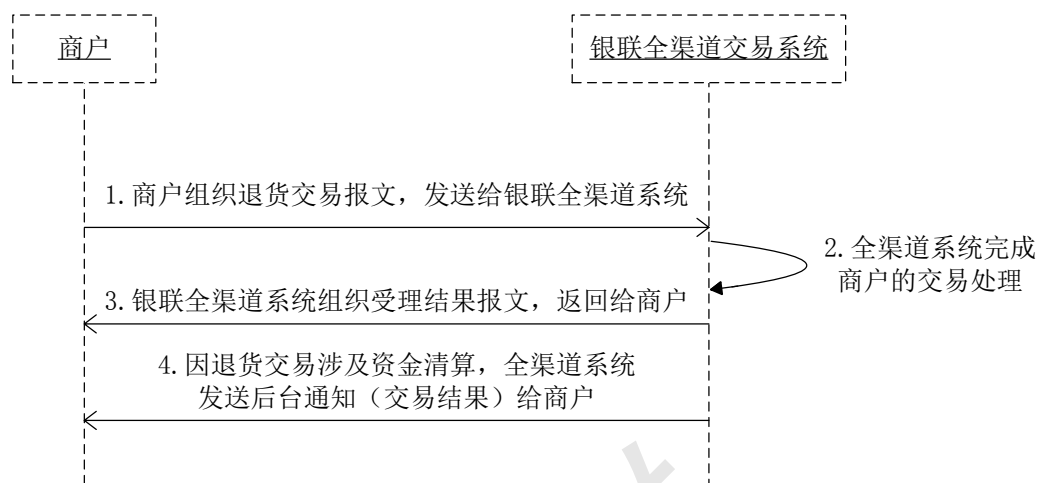 商户
银联全渠道交易系统
1.商户组织退货交易报文，发送给银联全渠道系统
2.全渠道系统完成
商户的交易处理
3.银联全渠道系统组织受理结果报文，返回给商户
4.因退货交易涉及资金清算，全渠道系统
发送后台通知（交易结果）给商户